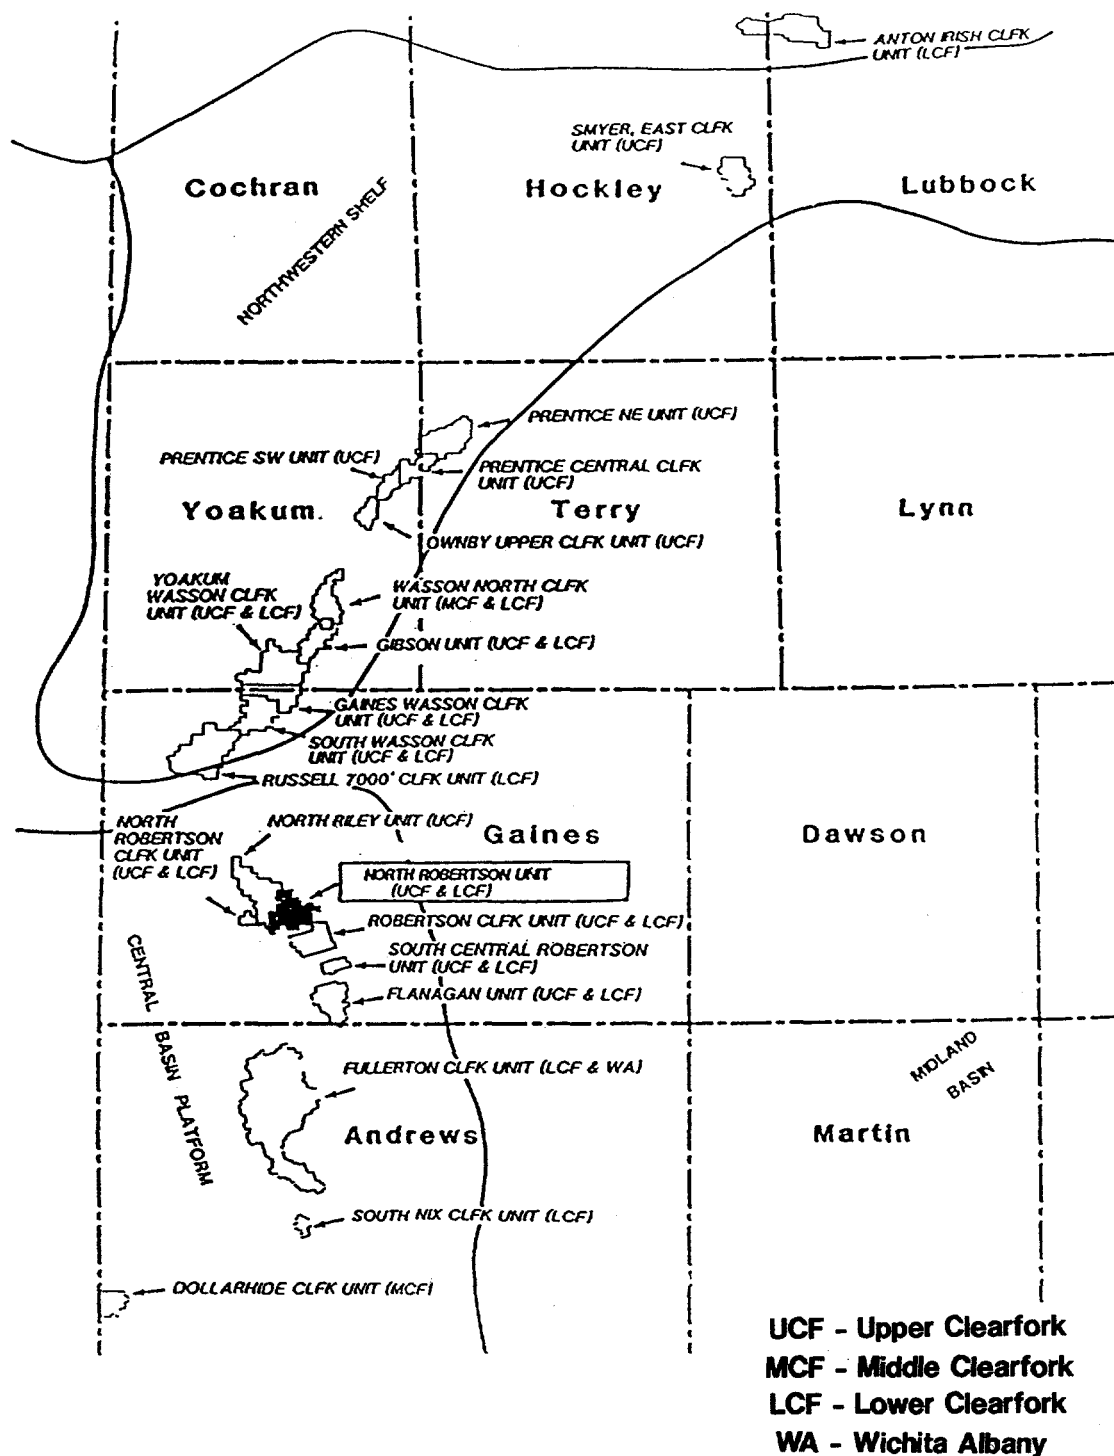 ANTON IRISH CLFK
UNIT (LCF)
SMYER, EAST CLFK
UNIT (UCF)
Cochran
Hockley
Lubbock
NORTHWESTERN SHELF
PRENTICE NE UNIT (UCF)
PRENTICE SW UNIT (UCF)
PRENTICE CENTRAL CLFK
UNIT (UCF)
Yoakum.
Terry
Lynn
OWNBY UPPER CLFK UNIT (UCF)
YOAKUM
WASSON CLFK
UNIT (UCF & LCF)
WASSON NORTH CLFK
UNIT (MCF & LCF)
GIBSON UNIT (UCF & LCF)
GAINES WASSON CLFK
UNIT (UCF & LCF)
SOUTH WASSON CLFK
UNIT (UCF & LCF)
RUSSELL 7000' CLFK UNIT (LCF)
NORTH
ROBERTSON
CLFK UNIT
(UCF & LCF)
NORTH RILEY UNIT (UCF)
Gaines
Dawson
NORTH ROBERTSON UNIT
(UCF & LCF)
ROBERTSON CLFK UNIT (UCF & LCF)
SOUTH CENTRAL ROBERTSON
UNIT (UCF & LCF)
FLANAGAN UNIT (UCF & LCF)
CENTRAL BASIN PLATFORM
MIDLAND
BASIN
FULLERTON CLFK UNIT (LCF & WA)
Andrews
Martin
SOUTH NIX CLFK UNIT (LCF)
DOLLARHIDE CLFK UNIT (MCF)
UCF - Upper Clearfork
MCF - Middle Clearfork
LCF - Lower Clearfork
WA - Wichita Albany